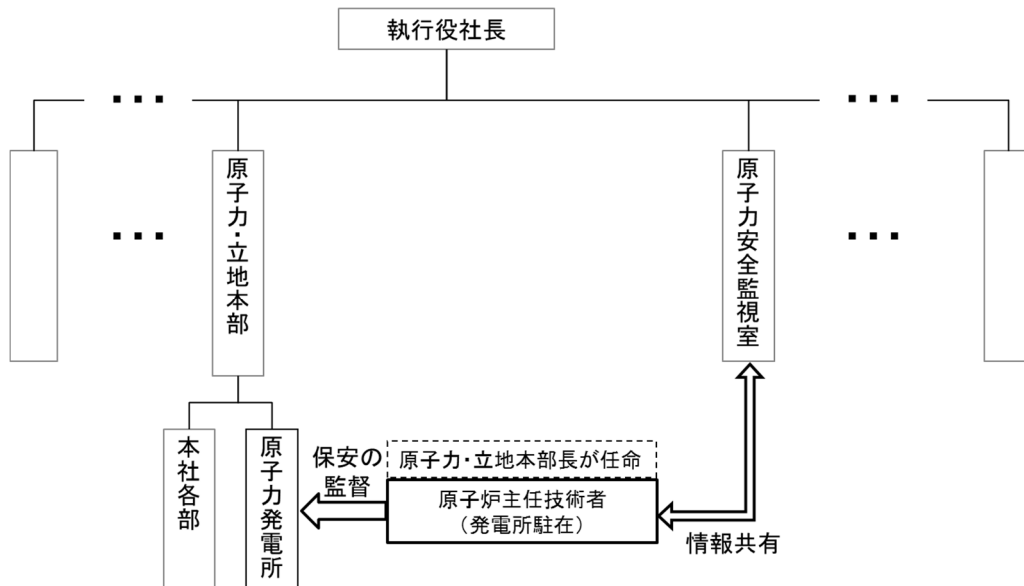 執行役社長
原子力・立地本部
原子力安全監視室
本社各部
原子力発電所
保安の
監督
原子力・立地本部長が任命
原子炉主任技術者
（発電所駐在）
情報共有